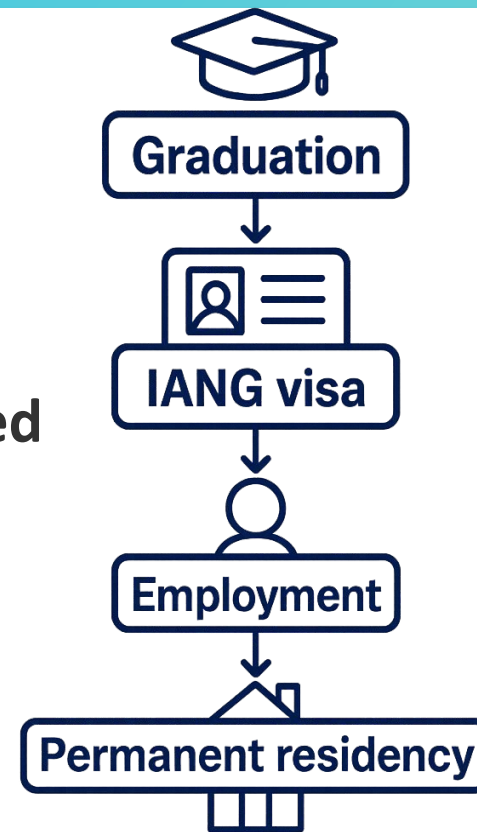 Graduation
IANG visa
ed
Employment
Permanent residency